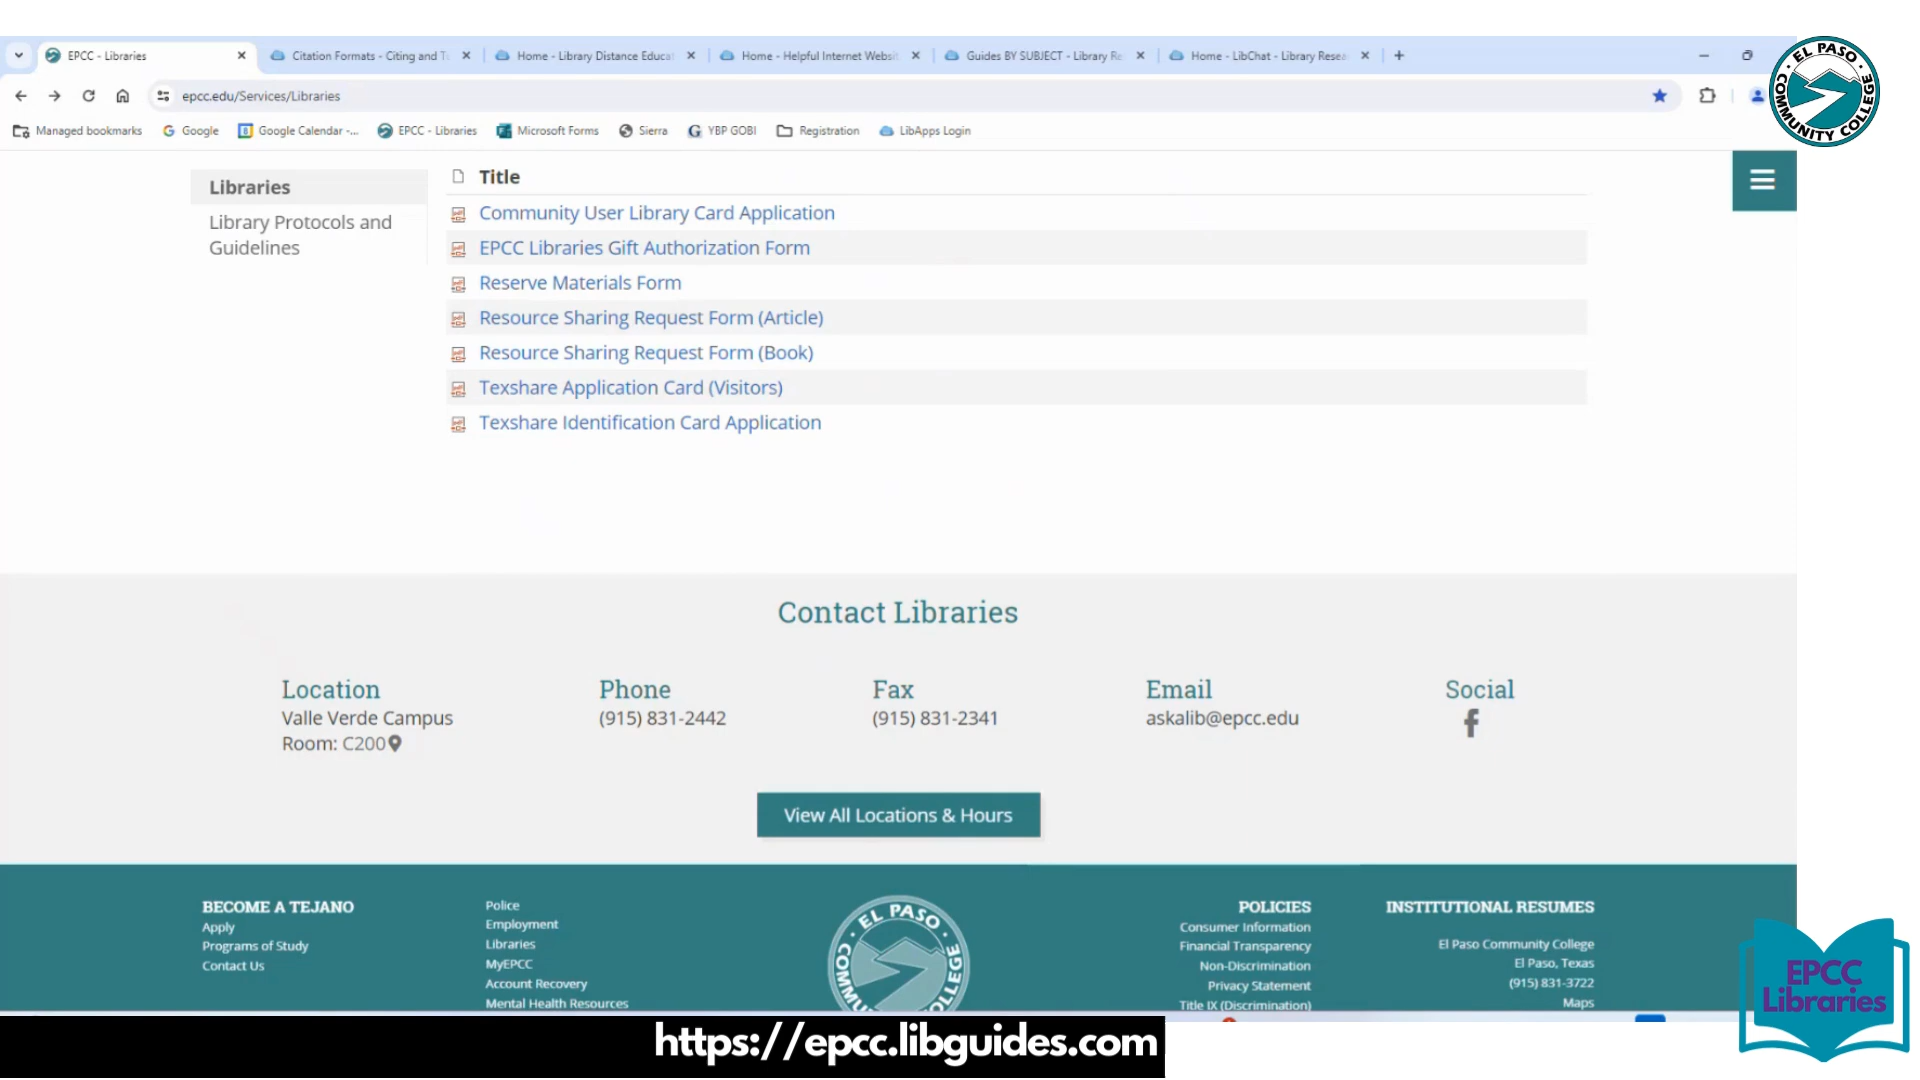 EPCC - Libraries
Citation Formats - Citing and T
Home - Library Distance Educa
Home - Helpful Internet Websi
Guides BY SUBJECT - Library Re
Home - LibChat - Library Resea
epcc.edu/Services/Libraries
Managed bookmarks
Google
Google Calendar -...
EPCC - Libraries
Microsoft Forms
Sierra
YBP GOBI
Registration
LibApps Login
EL PASO COMMUNITY COLLEGE
Libraries
Library Protocols and
Guidelines
Title
Community User Library Card Application
EPCC Libraries Gift Authorization Form
Reserve Materials Form
Resource Sharing Request Form (Article)
Resource Sharing Request Form (Book)
Texshare Application Card (Visitors)
Texshare Identification Card Application
Contact Libraries
Location
Valle Verde Campus
Room: C200
Phone
(915) 831-2442
Fax
(915) 831-2341
Email
askalib@epcc.edu
Social
View All Locations & Hours
BECOME A TEJANO
Apply
Programs of Study
Contact Us
Police
Employment
Libraries
MyEPCC
Account Recovery
Mental Health Resources
EL PASO COMMUNITY COLLEGE
POLICIES
Consumer Information
Financial Transparency
Non-Discrimination
Privacy Statement
Title IX (Discrimination)
INSTITUTIONAL RESUMES
El Paso Community College
El Paso, Texas
(915) 831-3722
Maps
EPCC
Libraries
https://epcc.libguides.com